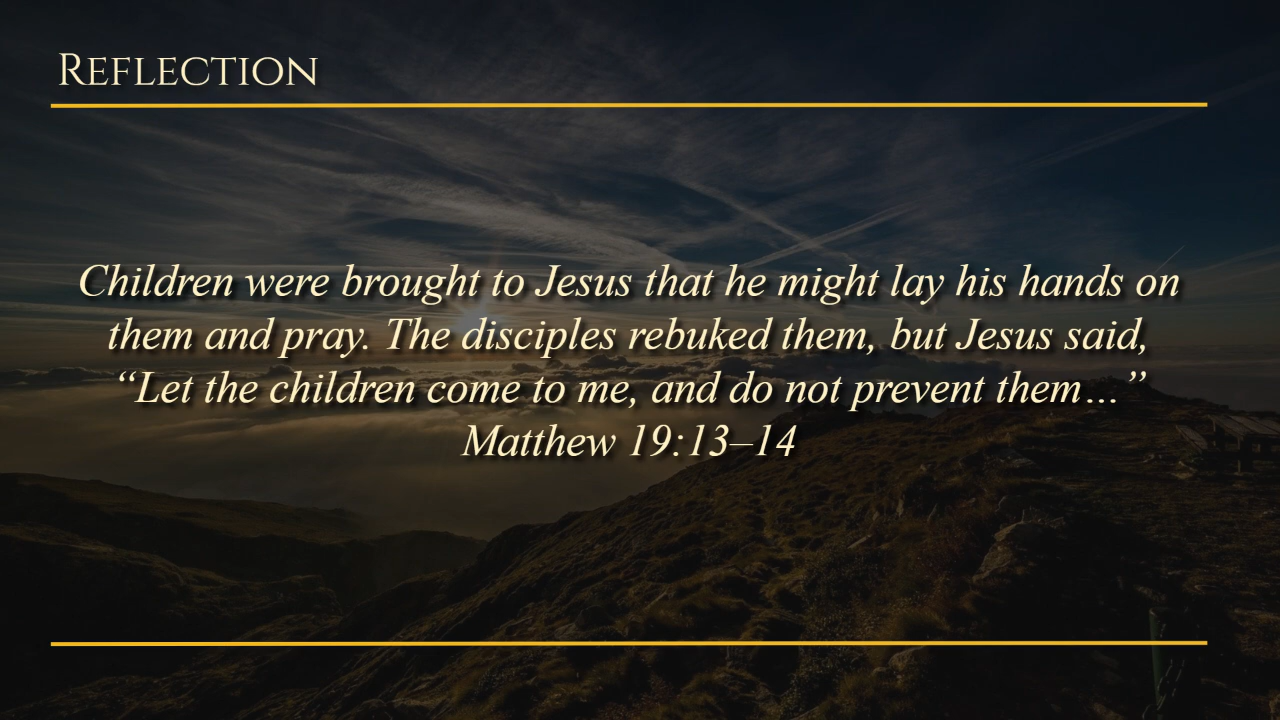 Reflection
Children were brought to Jesus that he might lay his hands on
them and pray. The disciples rebuked them, but Jesus said,
“Let the children come to me, and do not prevent them…”
Matthew 19:13–14